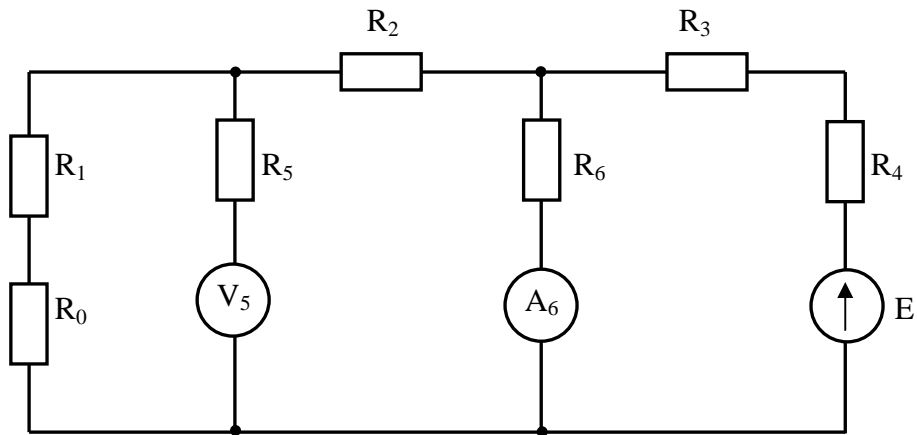 R₂ R₃
R₁ R₅ R₆ R₄
R₀ V₅ A₆ E